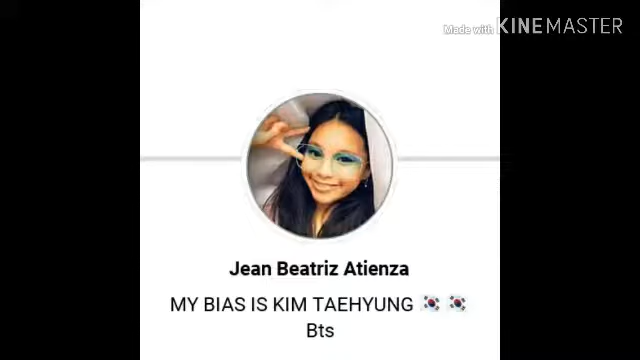 Made with KINEMASTER
Jean Beatriz Atienza
MY BIAS IS KIM TAEHYUNG 🇰🇷 🇰🇷
Bts